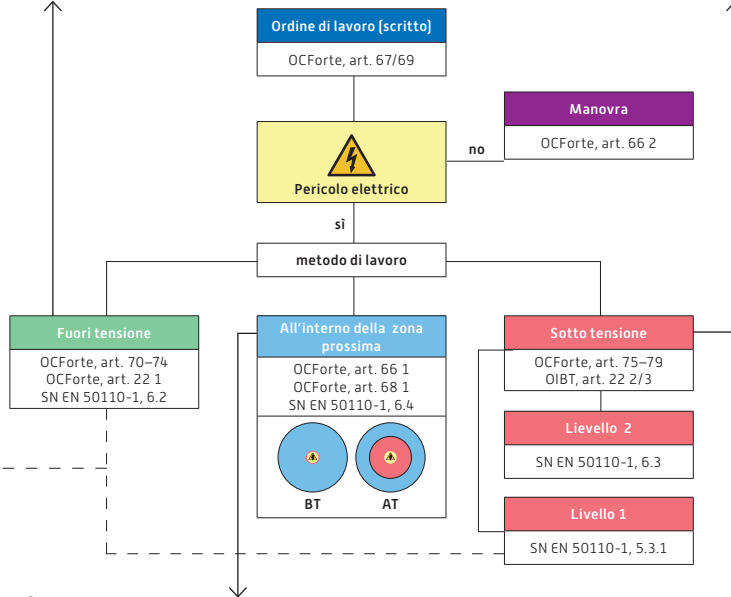 Ordine di lavoro (scritto)
OCForte, art. 67/69
Manovra
OCForte, art. 66 2
no
Pericolo elettrico
sì
metodo di lavoro
Fuori tensione
OCForte, art. 70–74
OCForte, art. 22 1
SN EN 50110-1, 6.2
All'interno della zona
prossima
OCForte, art. 66 1
OCForte, art. 68 1
SN EN 50110-1, 6.4
BT
AT
Sotto tensione
OCForte, art. 75–79
OIBT, art. 22 2/3
Lievello 2
SN EN 50110-1, 6.3
Livello 1
SN EN 50110-1, 5.3.1